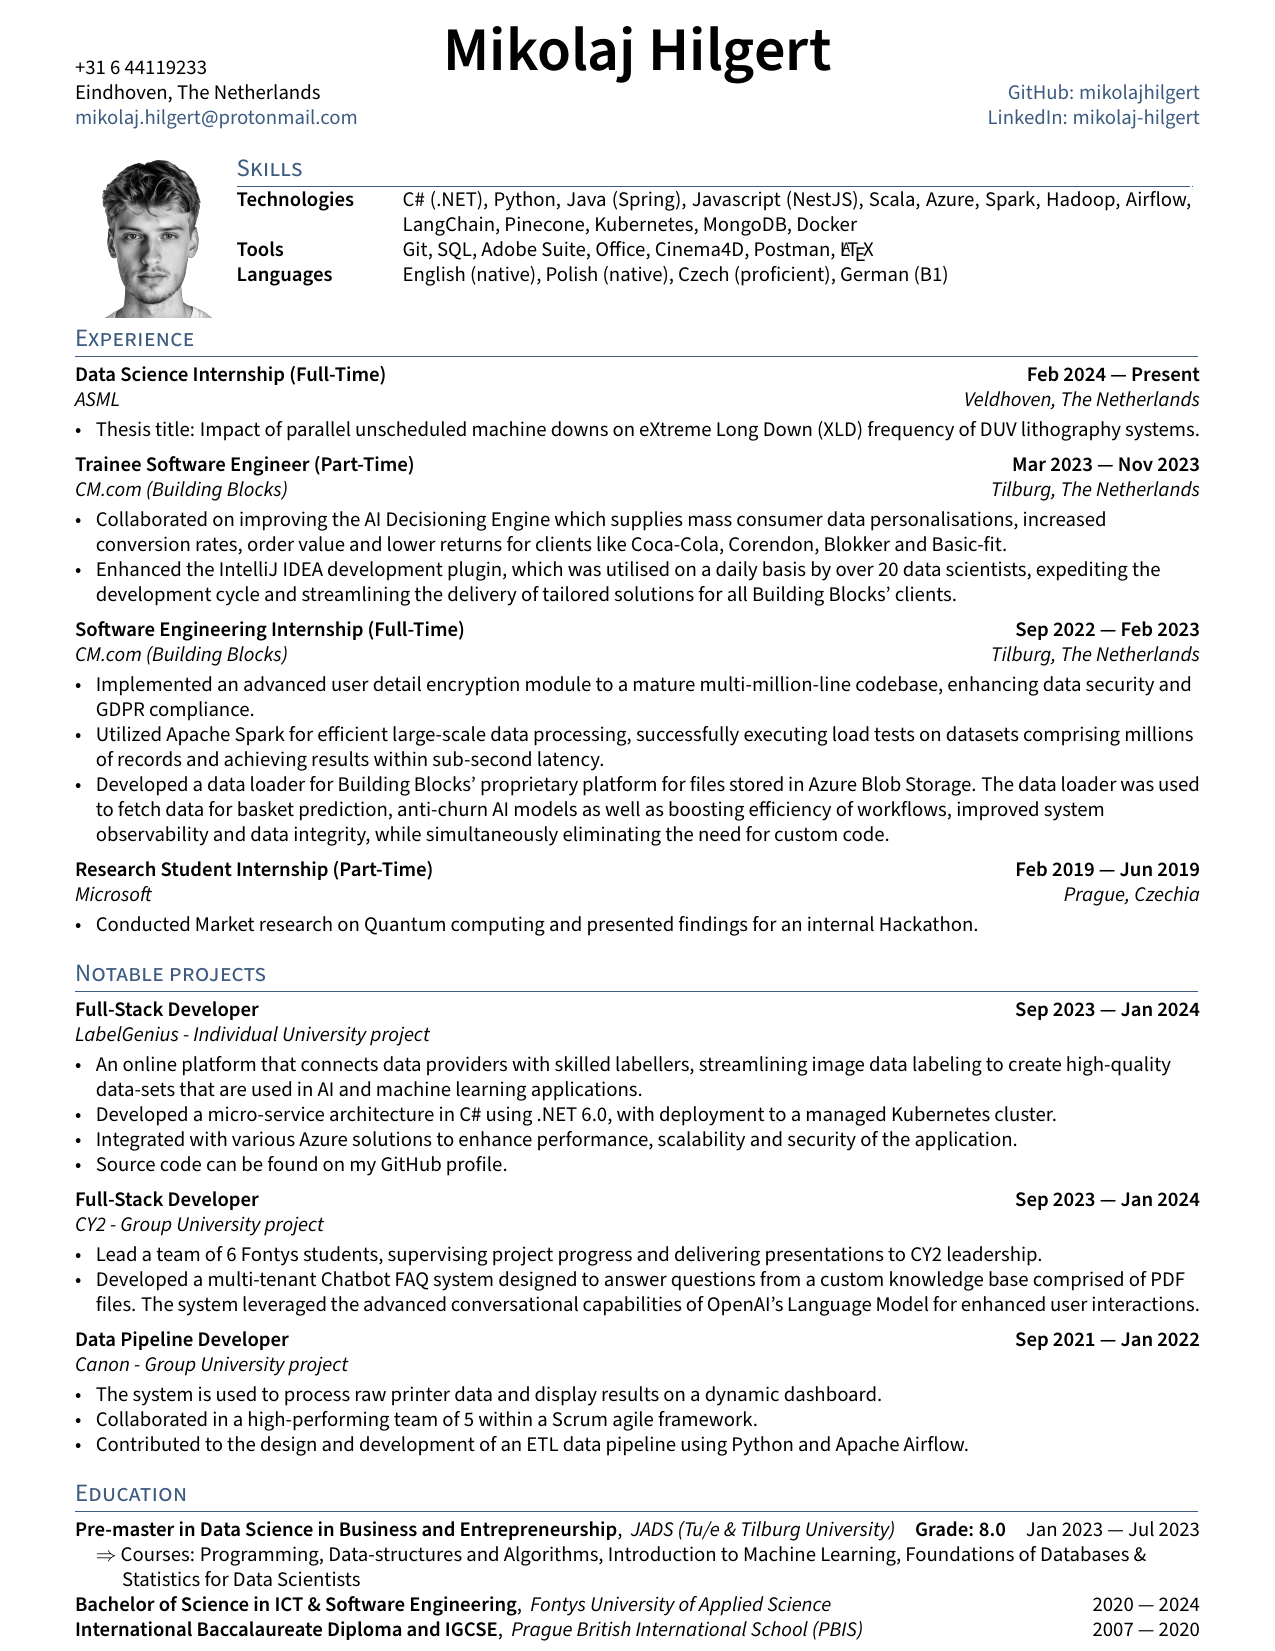 Mikolaj Hilgert
+31 6 44119233
Eindhoven, The Netherlands
mikolaj.hilgert@protonmail.com
GitHub: mikolajhilgert
LinkedIn: mikolaj-hilgert
Skills
Technologies C# (.NET), Python, Java (Spring), Javascript (NestJS), Scala, Azure, Spark, Hadoop, Airflow,
LangChain, Pinecone, Kubernetes, MongoDB, Docker
Tools Git, SQL, Adobe Suite, Office, Cinema4D, Postman, LATEX
Languages English (native), Polish (native), Czech (proficient), German (B1)
Experience
Data Science Internship (Full-Time) Feb 2024 — Present
ASML Veldhoven, The Netherlands
• Thesis title: Impact of parallel unscheduled machine downs on eXtreme Long Down (XLD) frequency of DUV lithography systems.
Trainee Software Engineer (Part-Time) Mar 2023 — Nov 2023
CM.com (Building Blocks) Tilburg, The Netherlands
• Collaborated on improving the AI Decisioning Engine which supplies mass consumer data personalisations, increased
conversion rates, order value and lower returns for clients like Coca-Cola, Corendon, Blokker and Basic-fit.
• Enhanced the IntelliJ IDEA development plugin, which was utilised on a daily basis by over 20 data scientists, expediting the
development cycle and streamlining the delivery of tailored solutions for all Building Blocks’ clients.
Software Engineering Internship (Full-Time) Sep 2022 — Feb 2023
CM.com (Building Blocks) Tilburg, The Netherlands
• Implemented an advanced user detail encryption module to a mature multi-million-line codebase, enhancing data security and
GDPR compliance.
• Utilized Apache Spark for efficient large-scale data processing, successfully executing load tests on datasets comprising millions
of records and achieving results within sub-second latency.
• Developed a data loader for Building Blocks’ proprietary platform for files stored in Azure Blob Storage. The data loader was used
to fetch data for basket prediction, anti-churn AI models as well as boosting efficiency of workflows, improved system
observability and data integrity, while simultaneously eliminating the need for custom code.
Research Student Internship (Part-Time) Feb 2019 — Jun 2019
Microsoft Prague, Czechia
• Conducted Market research on Quantum computing and presented findings for an internal Hackathon.
Notable projects
Full-Stack Developer Sep 2023 — Jan 2024
LabelGenius - Individual University project
• An online platform that connects data providers with skilled labellers, streamlining image data labeling to create high-quality
data-sets that are used in AI and machine learning applications.
• Developed a micro-service architecture in C# using .NET 6.0, with deployment to a managed Kubernetes cluster.
• Integrated with various Azure solutions to enhance performance, scalability and security of the application.
• Source code can be found on my GitHub profile.
Full-Stack Developer Sep 2023 — Jan 2024
CY2 - Group University project
• Lead a team of 6 Fontys students, supervising project progress and delivering presentations to CY2 leadership.
• Developed a multi-tenant Chatbot FAQ system designed to answer questions from a custom knowledge base comprised of PDF
files. The system leveraged the advanced conversational capabilities of OpenAI’s Language Model for enhanced user interactions.
Data Pipeline Developer Sep 2021 — Jan 2022
Canon - Group University project
• The system is used to process raw printer data and display results on a dynamic dashboard.
• Collaborated in a high-performing team of 5 within a Scrum agile framework.
• Contributed to the design and development of an ETL data pipeline using Python and Apache Airflow.
Education
Pre-master in Data Science in Business and Entrepreneurship, JADS (Tu/e & Tilburg University) Grade: 8.0 Jan 2023 — Jul 2023
⇒ Courses: Programming, Data-structures and Algorithms, Introduction to Machine Learning, Foundations of Databases &
Statistics for Data Scientists
Bachelor of Science in ICT & Software Engineering, Fontys University of Applied Science 2020 — 2024
International Baccalaureate Diploma and IGCSE, Prague British International School (PBIS) 2007 — 2020